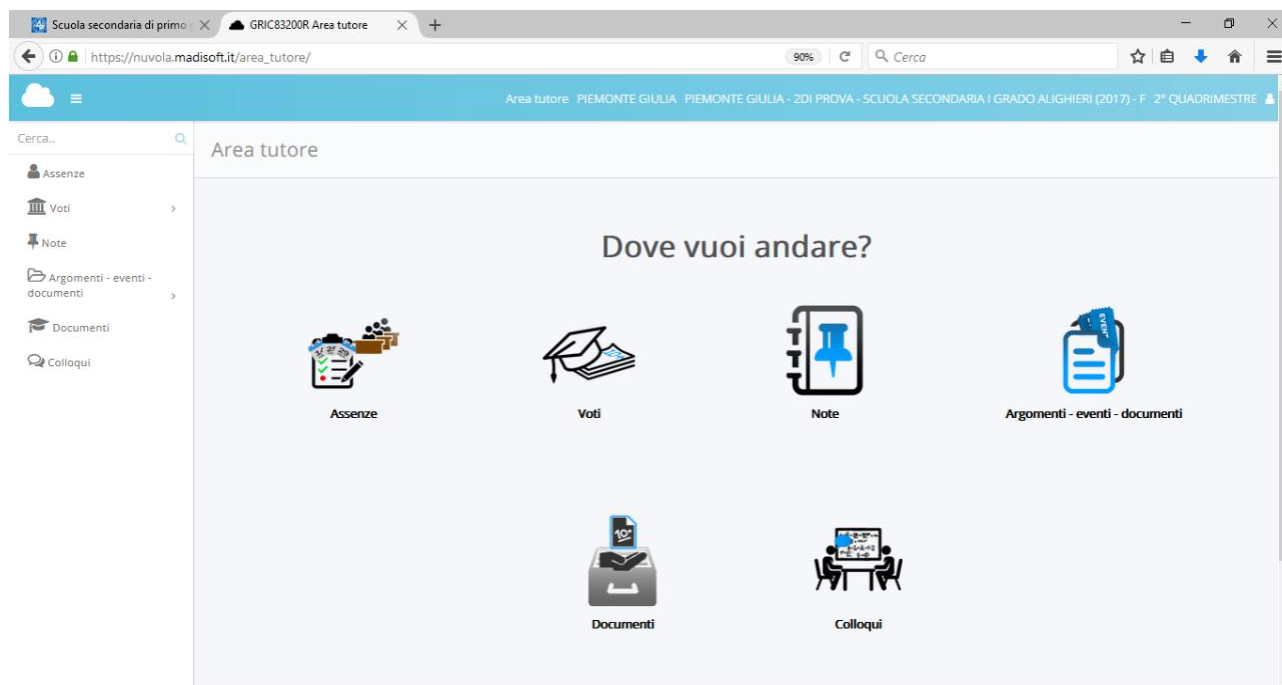 Scuola secondaria di primo
GRIC83200R Area tutore
https://nuvola.madisoft.it/area_tutore/
90%
Cerca
Area tutore PIEMONTE GIULIA PIEMONTE GIULIA - 2DI PROVA - SCUOLA SECONDARIA I GRADO ALIGHIERI (2017) - F 2° QUADRIMESTRE
Cerca..
Area tutore
Assenze
Voti
Note
Argomenti - eventi -
documenti
Documenti
Colloqui
Dove vuoi andare?
EVENT
Assenze
Voti
Note
Argomenti - eventi - documenti
10
Documenti
Colloqui